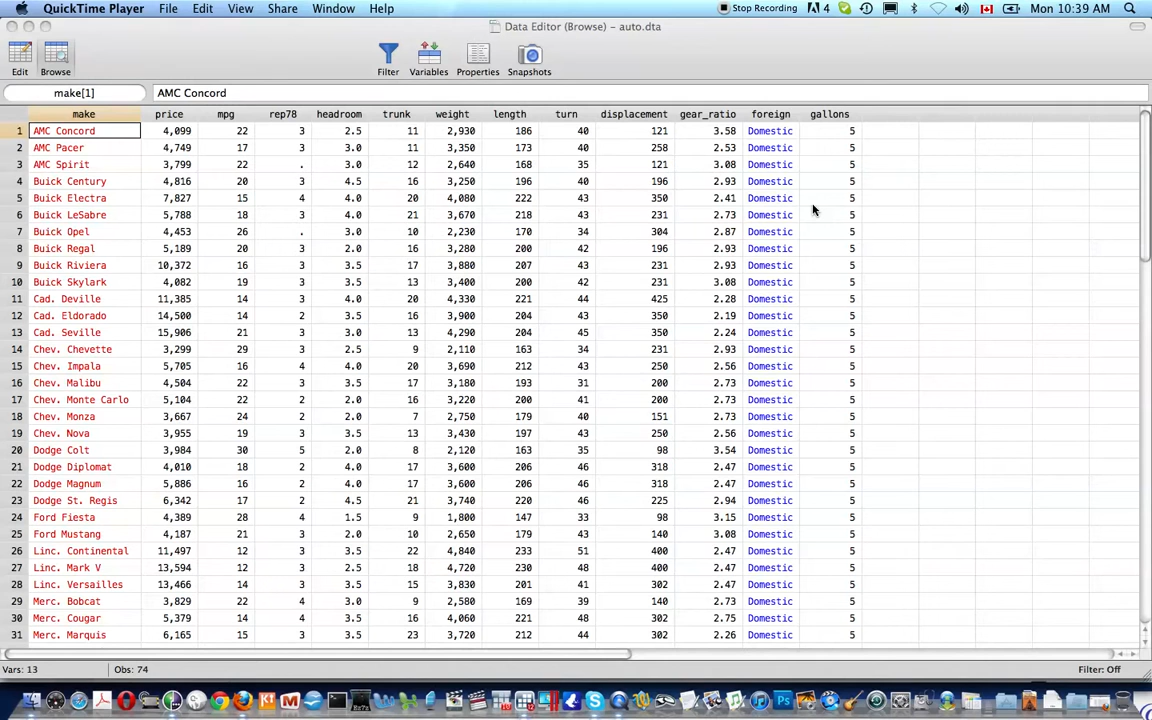 QuickTime Player File Edit View Share Window Help Stop Recording 4 Mon 10:39 AM
Data Editor (Browse) – auto.dta
Edit Browse Filter Variables Properties Snapshots
make[1] AMC Concord
make price mpg rep78 headroom trunk weight length turn displacement gear_ratio foreign gallons
1 AMC Concord 4,099 22 3 2.5 11 2,930 186 40 121 3.58 Domestic 5
2 AMC Pacer 4,749 17 3 3.0 11 3,350 173 40 258 2.53 Domestic 5
3 AMC Spirit 3,799 22 . 3.0 12 2,640 168 35 121 3.08 Domestic 5
4 Buick Century 4,816 20 3 4.5 16 3,250 196 40 196 2.93 Domestic 5
5 Buick Electra 7,827 15 4 4.0 20 4,080 222 43 350 2.41 Domestic 5
6 Buick LeSabre 5,788 18 3 4.0 21 3,670 218 43 231 2.73 Domestic 5
7 Buick Opel 4,453 26 . 3.0 10 2,230 170 34 304 2.87 Domestic 5
8 Buick Regal 5,189 20 3 2.0 16 3,280 200 42 196 2.93 Domestic 5
9 Buick Riviera 10,372 16 3 3.5 17 3,880 207 43 231 2.93 Domestic 5
10 Buick Skylark 4,082 19 3 3.5 13 3,400 200 42 231 3.08 Domestic 5
11 Cad. Deville 11,385 14 3 4.0 20 4,330 221 44 425 2.28 Domestic 5
12 Cad. Eldorado 14,500 14 2 3.5 16 3,900 204 43 350 2.19 Domestic 5
13 Cad. Seville 15,906 21 3 3.0 13 4,290 204 45 350 2.24 Domestic 5
14 Chev. Chevette 3,299 29 3 2.5 9 2,110 163 34 231 2.93 Domestic 5
15 Chev. Impala 5,705 16 4 4.0 20 3,690 212 43 250 2.56 Domestic 5
16 Chev. Malibu 4,504 22 3 3.5 17 3,180 193 31 200 2.73 Domestic 5
17 Chev. Monte Carlo 5,104 22 2 2.0 16 3,220 200 41 200 2.73 Domestic 5
18 Chev. Monza 3,667 24 2 2.0 7 2,750 179 40 151 2.73 Domestic 5
19 Chev. Nova 3,955 19 3 3.5 13 3,430 197 43 250 2.56 Domestic 5
20 Dodge Colt 3,984 30 5 2.0 8 2,120 163 35 98 3.54 Domestic 5
21 Dodge Diplomat 4,010 18 2 4.0 17 3,600 206 46 318 2.47 Domestic 5
22 Dodge Magnum 5,886 16 2 4.0 17 3,600 206 46 318 2.47 Domestic 5
23 Dodge St. Regis 6,342 17 2 4.5 21 3,740 220 46 225 2.94 Domestic 5
24 Ford Fiesta 4,389 28 4 1.5 9 1,800 147 33 98 3.15 Domestic 5
25 Ford Mustang 4,187 21 3 2.0 10 2,650 179 43 140 3.08 Domestic 5
26 Linc. Continental 11,497 12 3 3.5 22 4,840 233 51 400 2.47 Domestic 5
27 Linc. Mark V 13,594 12 3 2.5 18 4,720 230 48 400 2.47 Domestic 5
28 Linc. Versailles 13,466 14 3 3.5 15 3,830 201 41 302 2.47 Domestic 5
29 Merc. Bobcat 3,829 22 4 3.0 9 2,580 169 39 140 2.73 Domestic 5
30 Merc. Cougar 5,379 14 4 3.5 16 4,060 221 48 302 2.75 Domestic 5
31 Merc. Marquis 6,165 15 3 3.5 23 3,720 212 44 302 2.26 Domestic 5
Vars: 13 Obs: 74 Filter: Off